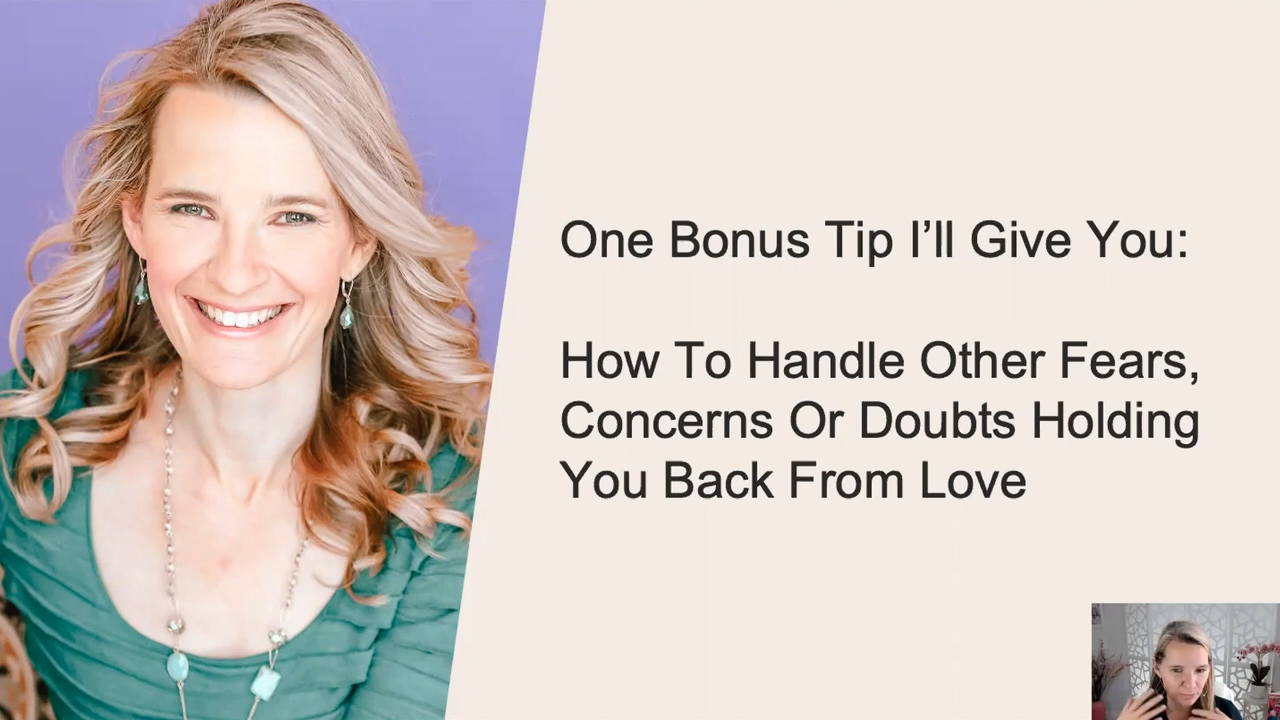 One Bonus Tip I’ll Give You:
How To Handle Other Fears,
Concerns Or Doubts Holding
You Back From Love